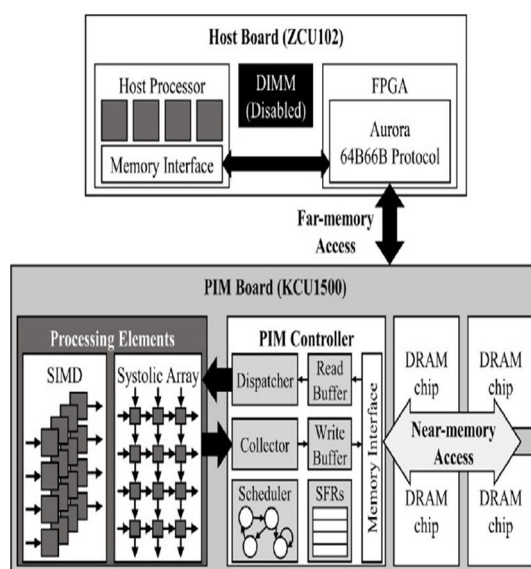 Host Board (ZCU102)
Host Processor
Memory Interface
DIMM
(Disabled)
FPGA
Aurora
64B66B Protocol
Far-memory
Access
PIM Board (KCU1500)
Processing Elements
SIMD
Systolic Array
PIM Controller
Dispatcher
Read
Buffer
Collector
Write
Buffer
Scheduler
SFRs
Memory Interface
DRAM
chip
DRAM
chip
Near-memory
Access
DRAM
chip
DRAM
chip